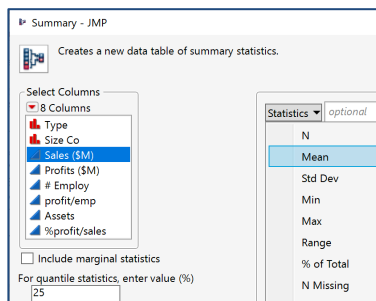 Summary - JMP
Creates a new data table of summary statistics.
Select Columns
8 Columns
Type
Size Co
Sales ($M)
Profits ($M)
# Employ
profit/emp
Assets
%profit/sales
Include marginal statistics
For quantile statistics, enter value (%)
25
Statistics optional
N
Mean
Std Dev
Min
Max
Range
% of Total
N Missing